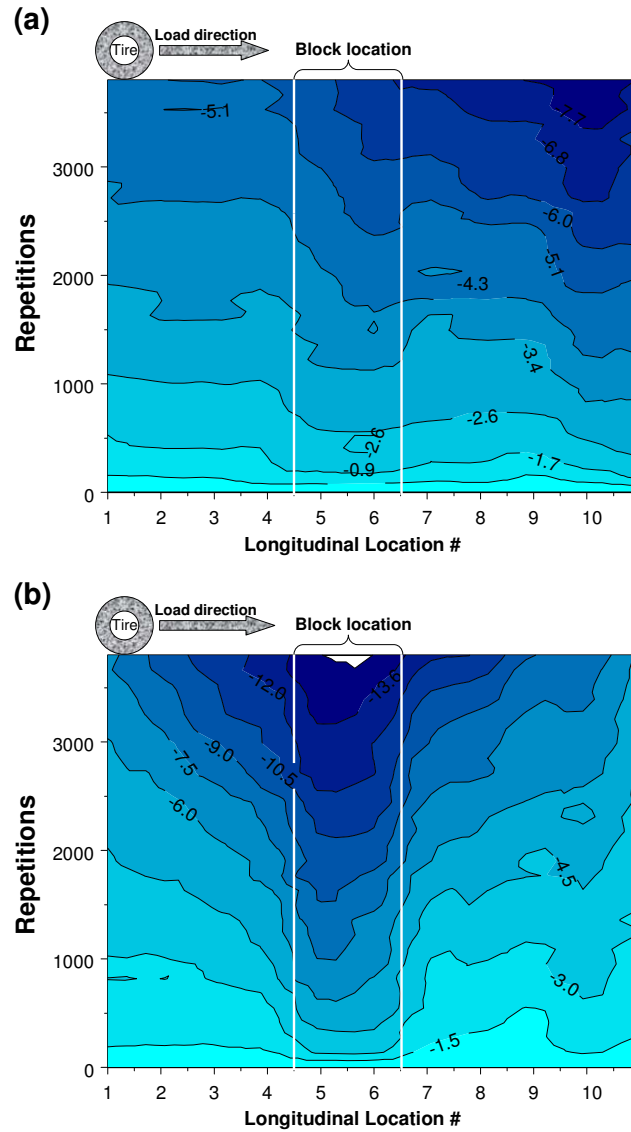 (a)
Tire
Load direction
Block location
-5.1
-7.7
-6.8
-6.0
-5.1
-4.3
-3.4
-2.6
-2.6
-1.7
-0.9
3000
2000
1000
0
Repetitions
1 2 3 4 5 6 7 8 9 10
Longitudinal Location #
(b)
Tire
Load direction
Block location
-12.0
-13.6
-9.0
-7.5
-10.5
-6.0
-4.5
-3.0
-1.5
3000
2000
1000
0
Repetitions
1 2 3 4 5 6 7 8 9 10
Longitudinal Location #